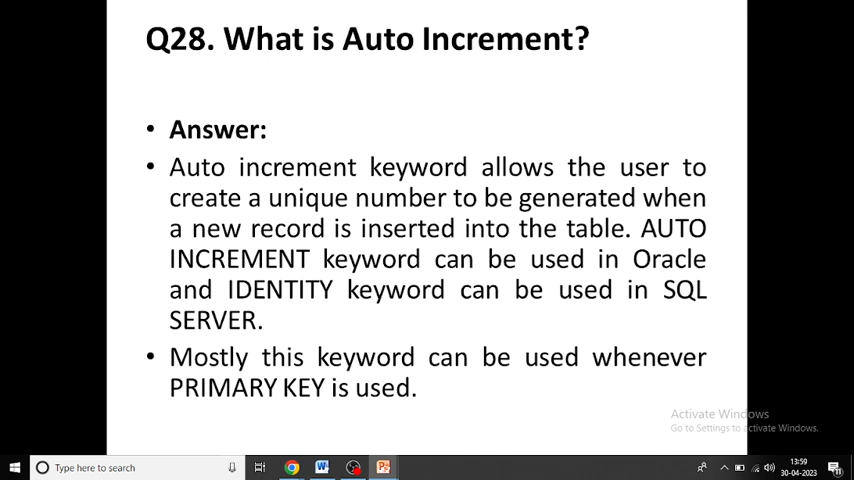 Q28. What is Auto Increment?
• Answer:
• Auto increment keyword allows the user to
create a unique number to be generated when
a new record is inserted into the table. AUTO
INCREMENT keyword can be used in Oracle
and IDENTITY keyword can be used in SQL
SERVER.
• Mostly this keyword can be used whenever
PRIMARY KEY is used.
Activate Windows
Go to Settings to activate Windows.
Type here to search
13:59
30-04-2023